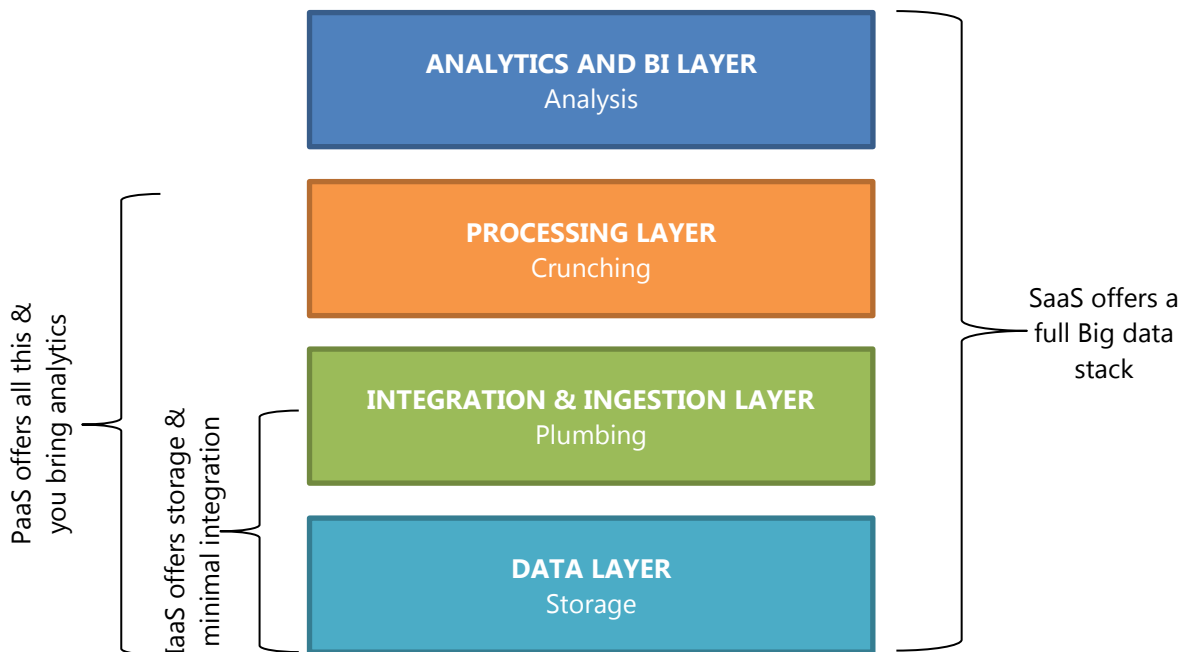 ANALYTICS AND BI LAYER
Analysis
PROCESSING LAYER
Crunching
INTEGRATION & INGESTION LAYER
Plumbing
DATA LAYER
Storage
PaaS offers all this &
you bring analytics
IaaS offers storage &
minimal integration
SaaS offers a
full Big data
stack